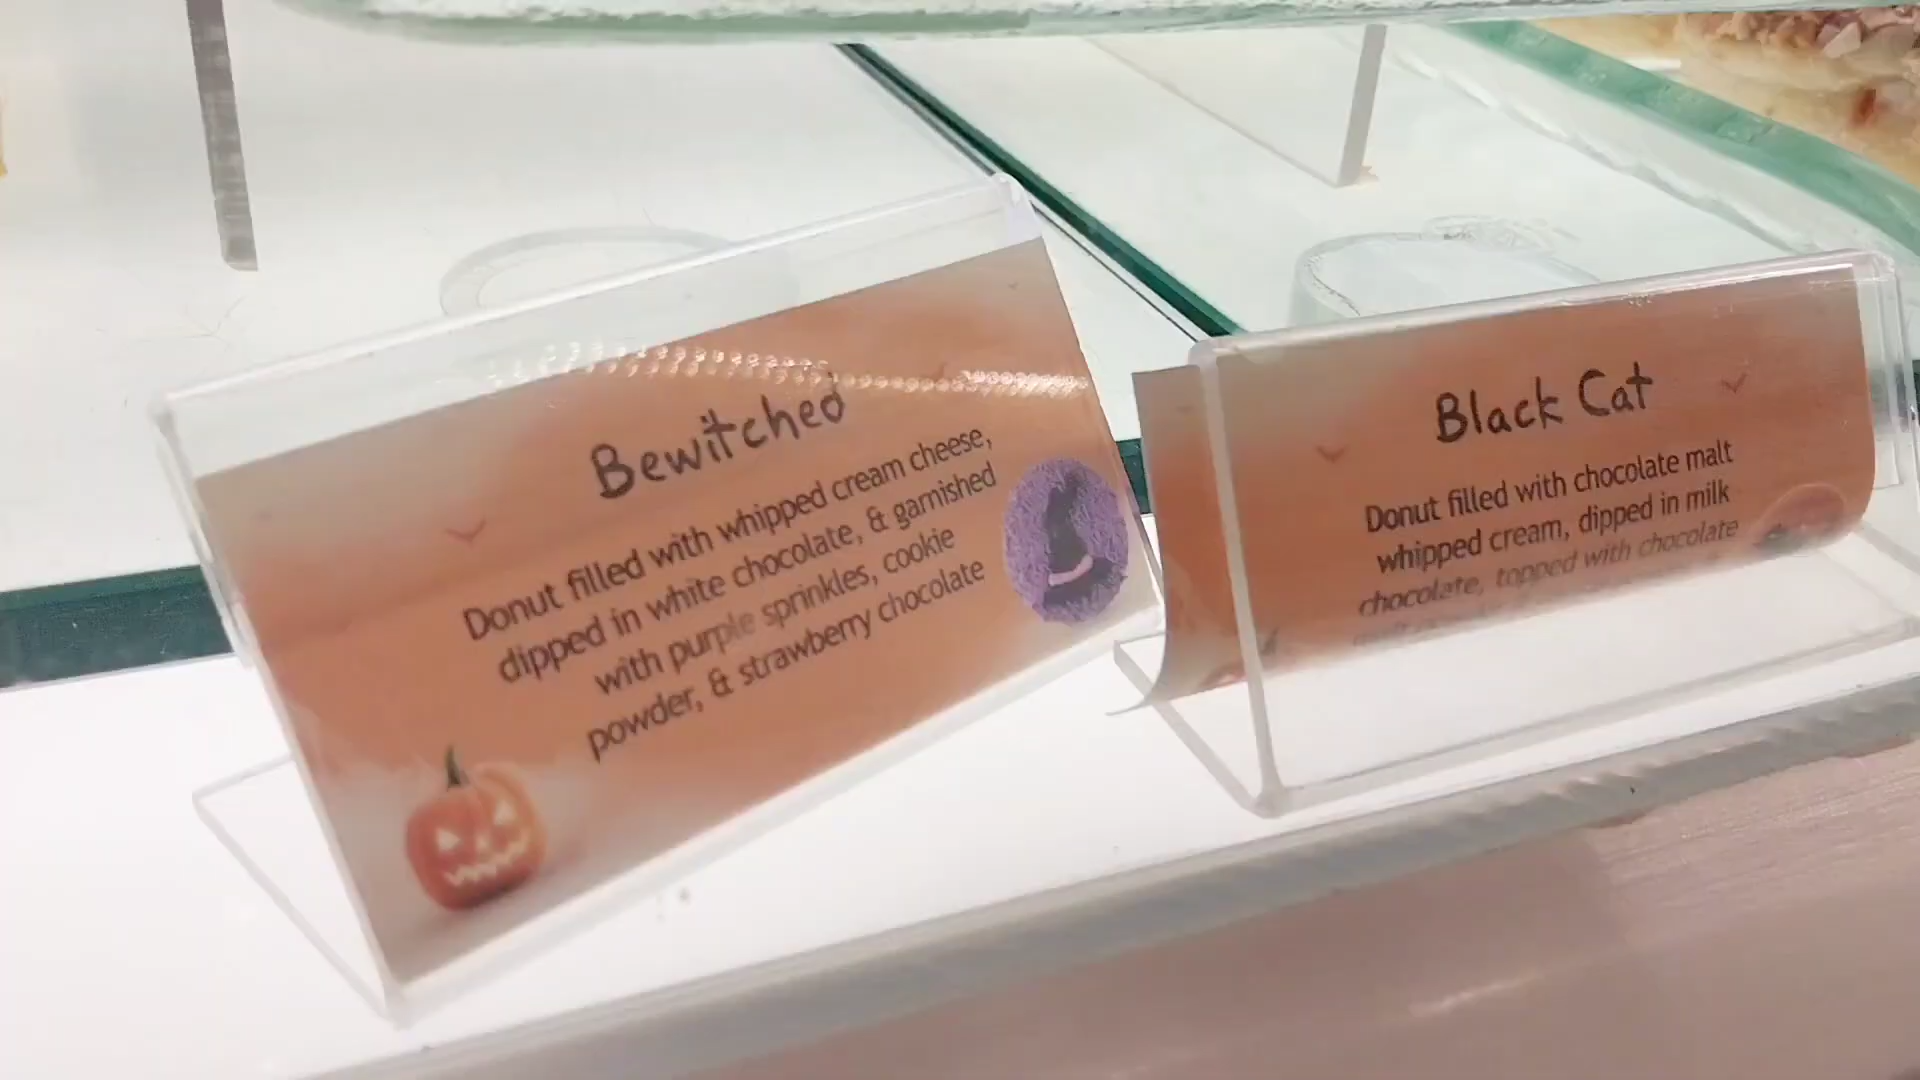 Bewitched
Donut filled with whipped cream cheese,
dipped in white chocolate, & garnished
with purple sprinkles, cookie
powder, & strawberry chocolate
Black Cat
Donut filled with chocolate malt
whipped cream, dipped in milk
chocolate, topped with chocolate